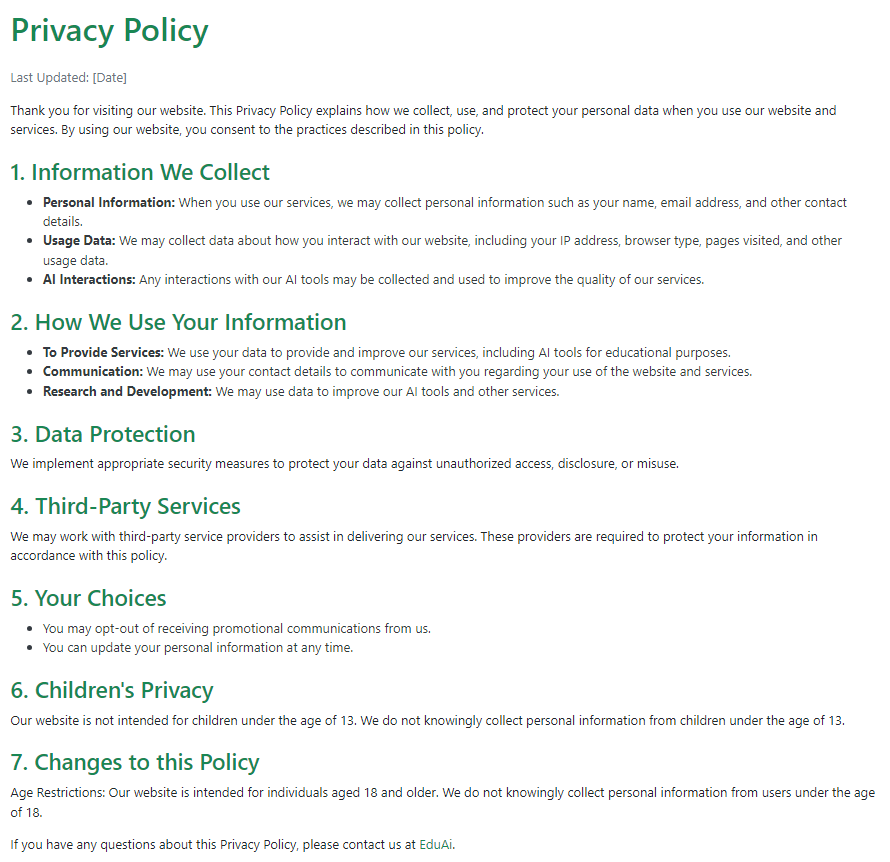 Privacy Policy
Last Updated: [Date]
Thank you for visiting our website. This Privacy Policy explains how we collect, use, and protect your personal data when you use our website and
services. By using our website, you consent to the practices described in this policy.
1. Information We Collect
• Personal Information: When you use our services, we may collect personal information such as your name, email address, and other contact
details.
• Usage Data: We may collect data about how you interact with our website, including your IP address, browser type, pages visited, and other
usage data.
• AI Interactions: Any interactions with our AI tools may be collected and used to improve the quality of our services.
2. How We Use Your Information
• To Provide Services: We use your data to provide and improve our services, including AI tools for educational purposes.
• Communication: We may use your contact details to communicate with you regarding your use of the website and services.
• Research and Development: We may use data to improve our AI tools and other services.
3. Data Protection
We implement appropriate security measures to protect your data against unauthorized access, disclosure, or misuse.
4. Third-Party Services
We may work with third-party service providers to assist in delivering our services. These providers are required to protect your information in
accordance with this policy.
5. Your Choices
• You may opt-out of receiving promotional communications from us.
• You can update your personal information at any time.
6. Children's Privacy
Our website is not intended for children under the age of 13. We do not knowingly collect personal information from children under the age of 13.
7. Changes to this Policy
Age Restrictions: Our website is intended for individuals aged 18 and older. We do not knowingly collect personal information from users under the age
of 18.
If you have any questions about this Privacy Policy, please contact us at EduAi.